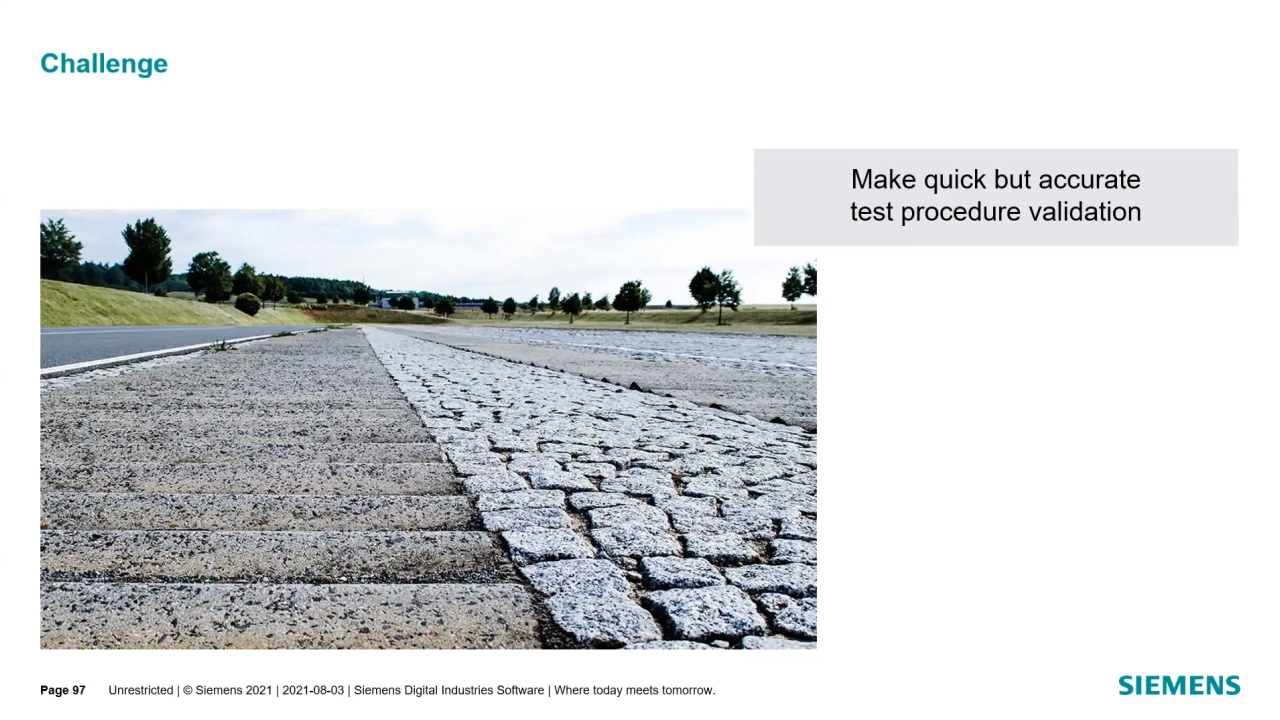 Challenge
Make quick but accurate
test procedure validation
Page 97 Unrestricted | © Siemens 2021 | 2021-08-03 | Siemens Digital Industries Software | Where today meets tomorrow.
SIEMENS